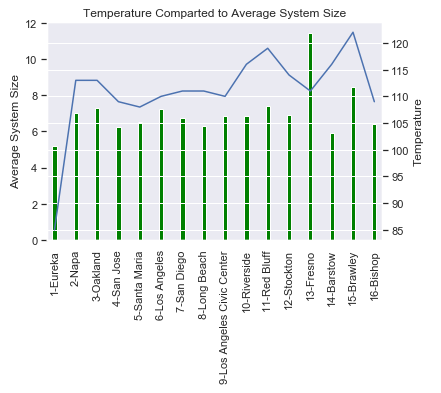 Temperature Comparted to Average System Size
Average System Size
12
10
8
6
4
2
0
Temperature
120
115
110
105
100
95
90
85
1-Eureka
2-Napa
3-Oakland
4-San Jose
5-Santa Maria
6-Los Angeles
7-San Diego
8-Long Beach
9-Los Angeles Civic Center
10-Riverside
11-Red Bluff
12-Stockton
13-Fresno
14-Barstow
15-Brawley
16-Bishop